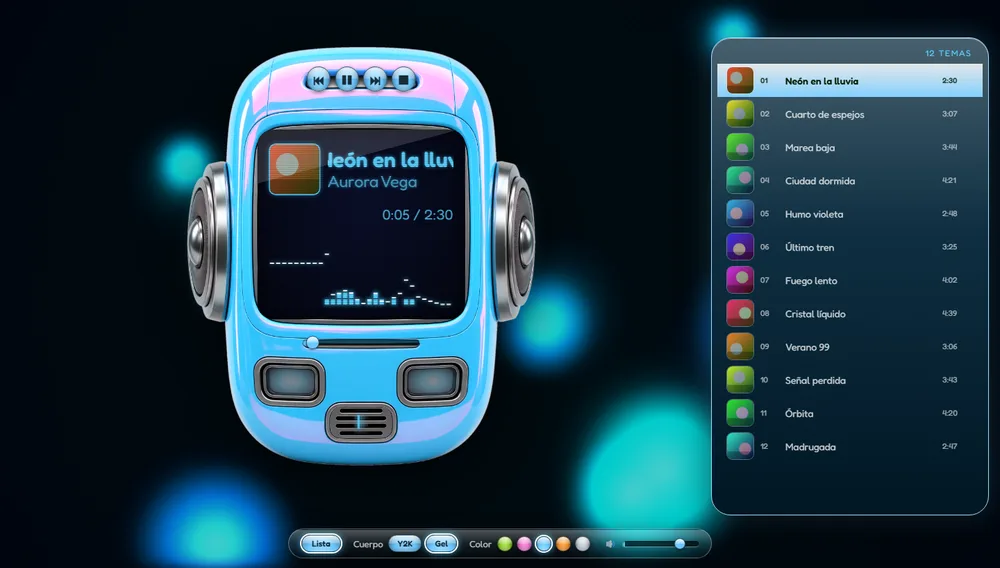 león en la lluv
Aurora Vega
0:05 / 2:30
12 TEMAS
01 Neón en la lluvia 2:30
02 Cuarto de espejos 3:07
03 Marea baja 3:44
04 Ciudad dormida 4:21
05 Humo violeta 2:48
06 Último tren 3:25
07 Fuego lento 4:02
08 Cristal líquido 4:39
09 Verano 99 3:06
10 Señal perdida 3:43
11 Órbita 4:20
12 Madrugada 2:47
Lista Cuerpo Y2K Gel Color